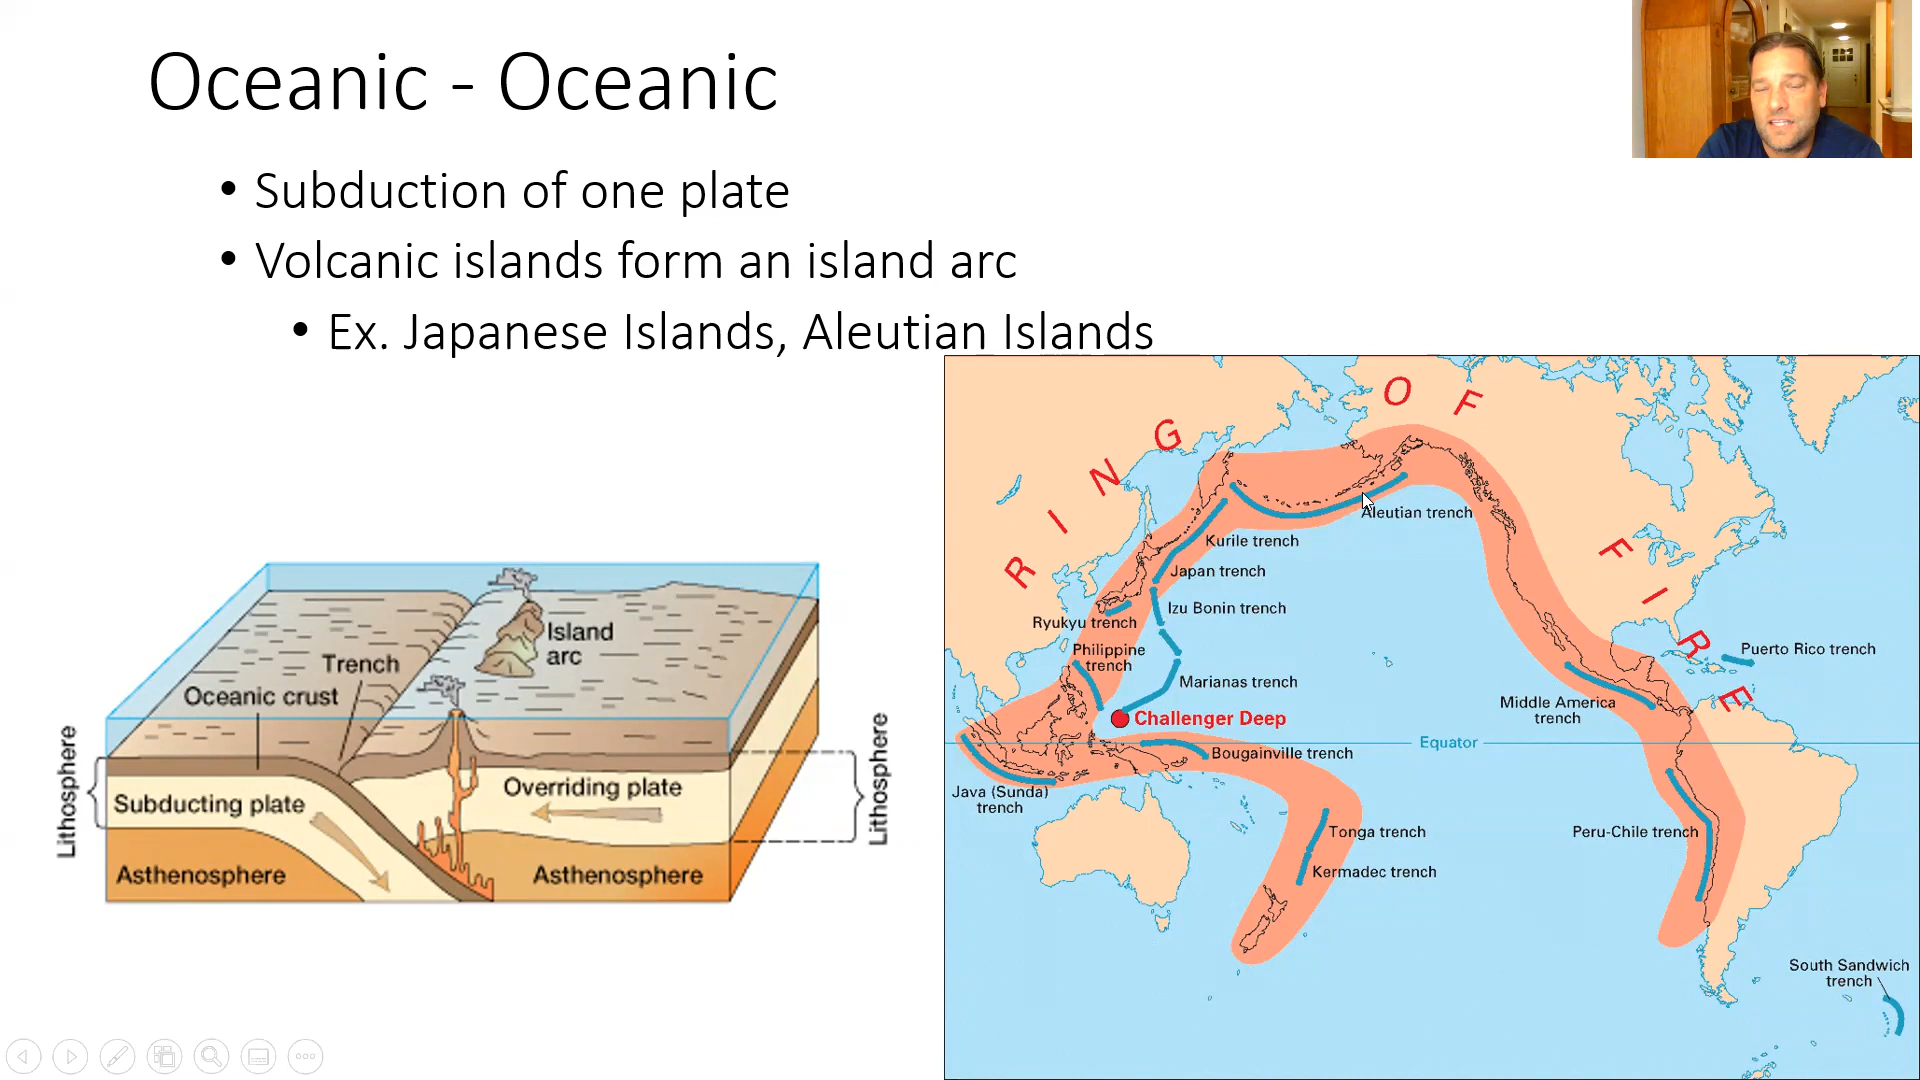 Oceanic - Oceanic
• Subduction of one plate
• Volcanic islands form an island arc
• Ex. Japanese Islands, Aleutian Islands
Island
arc
Trench
Oceanic crust
Lithosphere
Lithosphere
Subducting plate
Overriding plate
Asthenosphere
Asthenosphere
RING OF FIRE
Aleutian trench
Kurile trench
Japan trench
Izu Bonin trench
Ryukyu trench
Philippine
trench
Marianas trench
Challenger Deep
Equator
Bougainville trench
Java (Sunda)
trench
Tonga trench
Kermadec trench
Puerto Rico trench
Middle America
trench
Peru-Chile trench
South Sandwich
trench